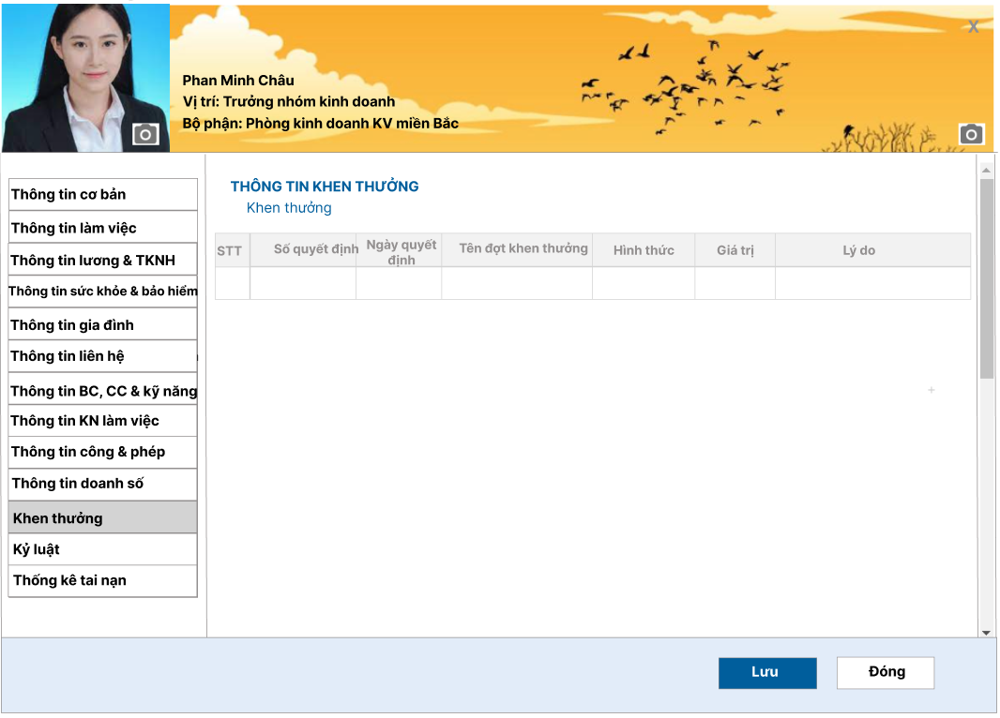 X
Phan Minh Châu
Vị trí: Trưởng nhóm kinh doanh
Bộ phận: Phòng kinh doanh KV miền Bắc
Thông tin cơ bản
Thông tin làm việc
Thông tin lương & TKNH
Thông tin sức khỏe & bảo hiểm
Thông tin gia đình
Thông tin liên hệ
Thông tin BC, CC & kỹ năng
Thông tin KN làm việc
Thông tin công & phép
Thông tin doanh số
Khen thưởng
Kỷ luật
Thống kê tai nạn
THÔNG TIN KHEN THƯỞNG
Khen thưởng
STT
Số quyết định
Ngày quyết
định
Tên đợt khen thưởng
Hình thức
Giá trị
Lý do
Lưu
Đóng